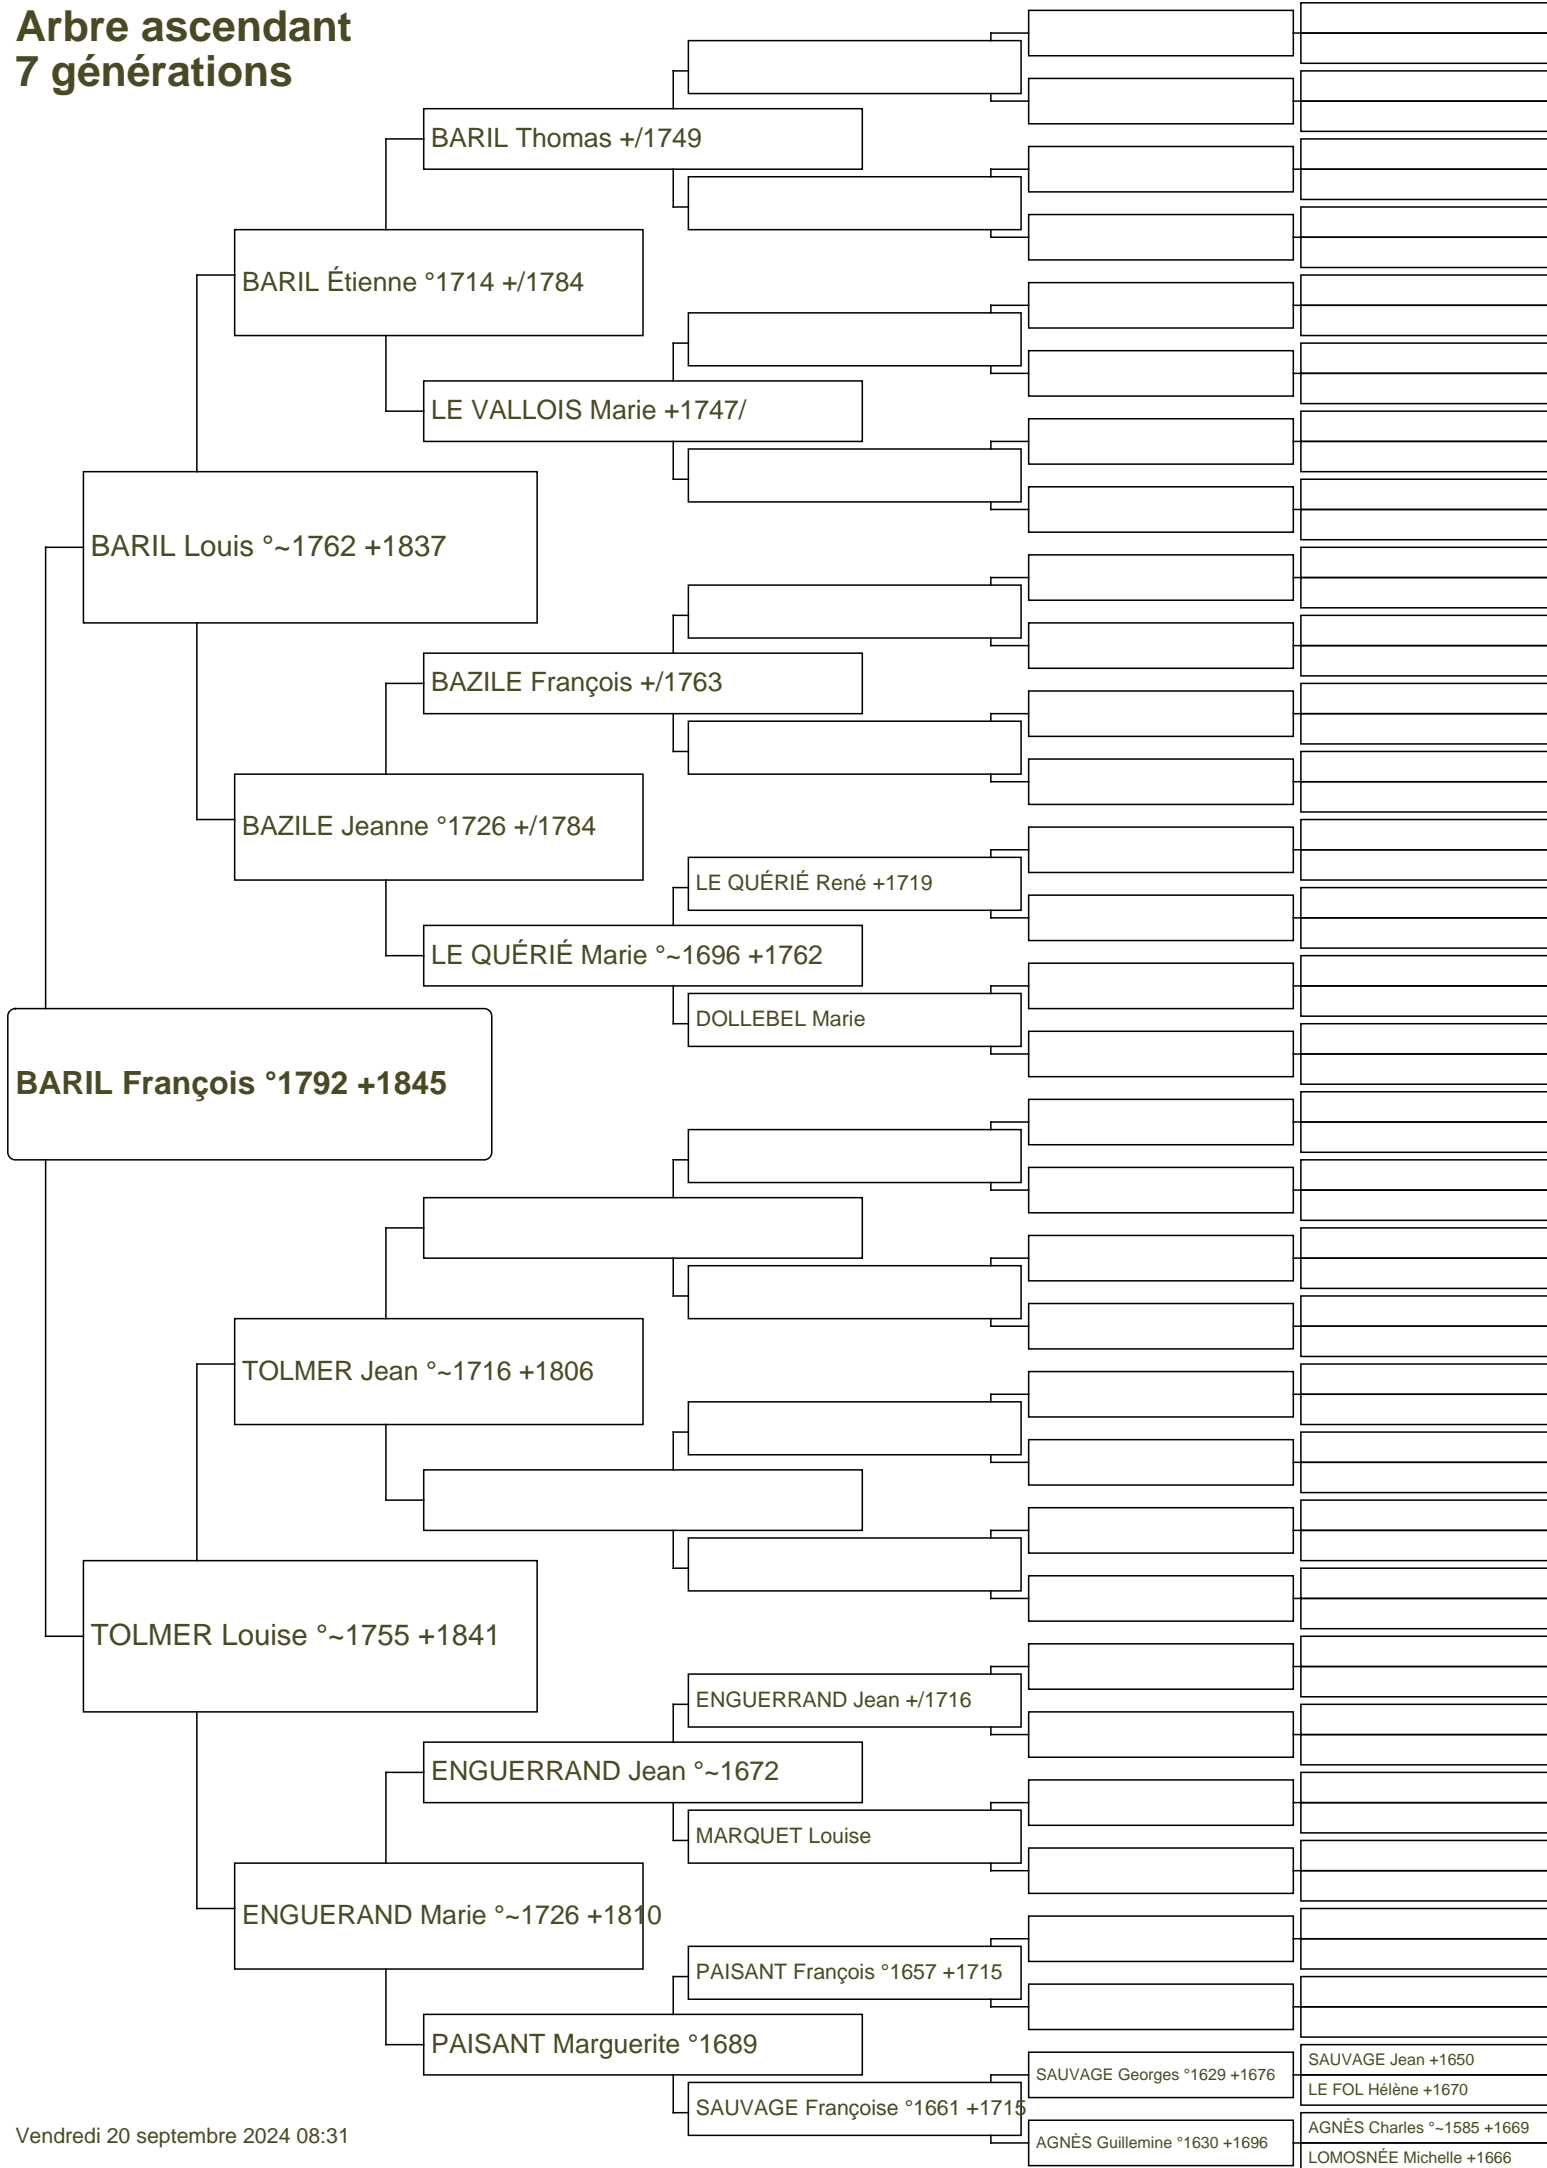 Arbre ascendant
7 générations
BARIL Thomas +/1749
BARIL Étienne °1714 +/1784
LE VALLOIS Marie +1747/
BARIL Louis °~1762 +1837
BAZILE François +/1763
BAZILE Jeanne °1726 +/1784
LE QUÉRIÉ René +1719
LE QUÉRIÉ Marie °~1696 +1762
DOLLEBEL Marie
BARIL François °1792 +1845
TOLMER Jean °~1716 +1806
TOLMER Louise °~1755 +1841
ENGUERRAND Jean +/1716
ENGUERRAND Jean °~1672
MARQUET Louise
ENGUERAND Marie °~1726 +1810
PAISANT François °1657 +1715
PAISANT Marguerite °1689
SAUVAGE Jean +1650
SAUVAGE Georges °1629 +1676
LE FOL Hélène +1670
SAUVAGE Françoise °1661 +1715
AGNÈS Charles °~1585 +1669
AGNÈS Guillemine °1630 +1696
LOMOSNÉE Michelle +1666
Vendredi 20 septembre 2024 08:31